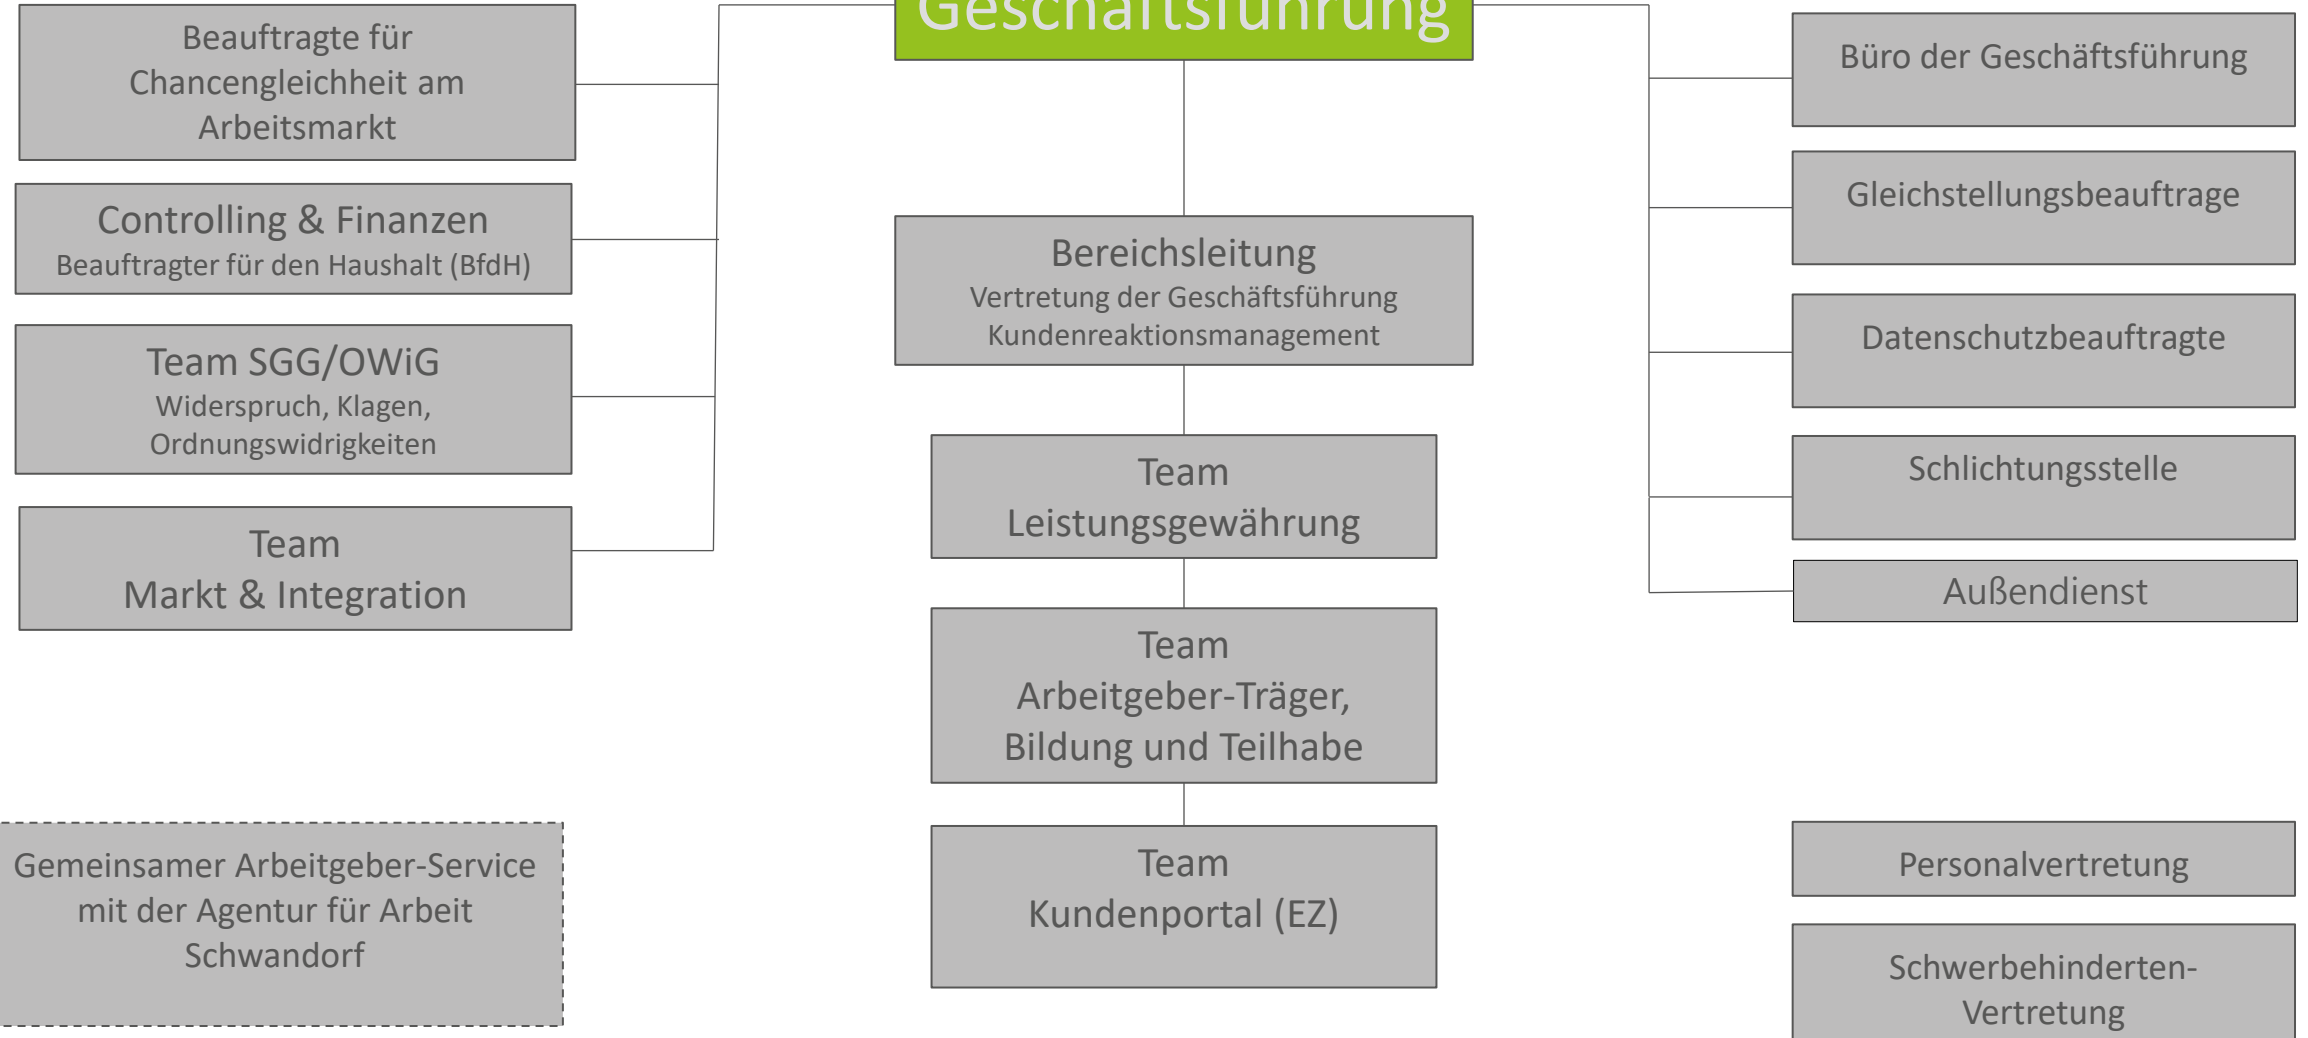 Geschäftsführung
Beauftragte für
Chancengleichheit am
Arbeitsmarkt
Controlling & Finanzen
Beauftragter für den Haushalt (BfdH)
Team SGG/OWiG
Widerspruch, Klagen,
Ordnungswidrigkeiten
Team
Markt & Integration
Gemeinsamer Arbeitgeber-Service
mit der Agentur für Arbeit
Schwandorf
Bereichsleitung
Vertretung der Geschäftsführung
Kundenreaktionsmanagement
Team
Leistungsgewährung
Team
Arbeitgeber-Träger,
Bildung und Teilhabe
Team
Kundenportal (EZ)
Büro der Geschäftsführung
Gleichstellungsbeauftrage
Datenschutzbeauftragte
Schlichtungsstelle
Außendienst
Personalvertretung
Schwerbehinderten-
Vertretung